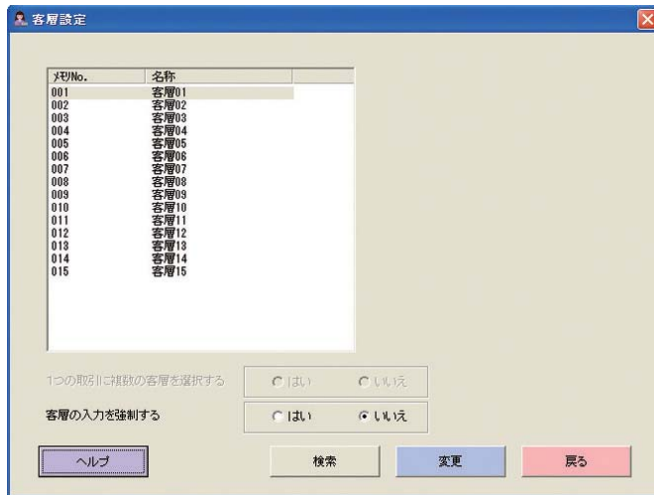 客層設定
メモリNo. 名称
001 客層01
002 客層02
003 客層03
004 客層04
005 客層05
006 客層06
007 客層07
008 客層08
009 客層09
010 客層10
011 客層11
012 客層12
013 客層13
014 客層14
015 客層15
1つの取引に複数の客層を選択する はい いいえ
客層の入力を強制する はい いいえ
ヘルプ 検索 変更 戻る